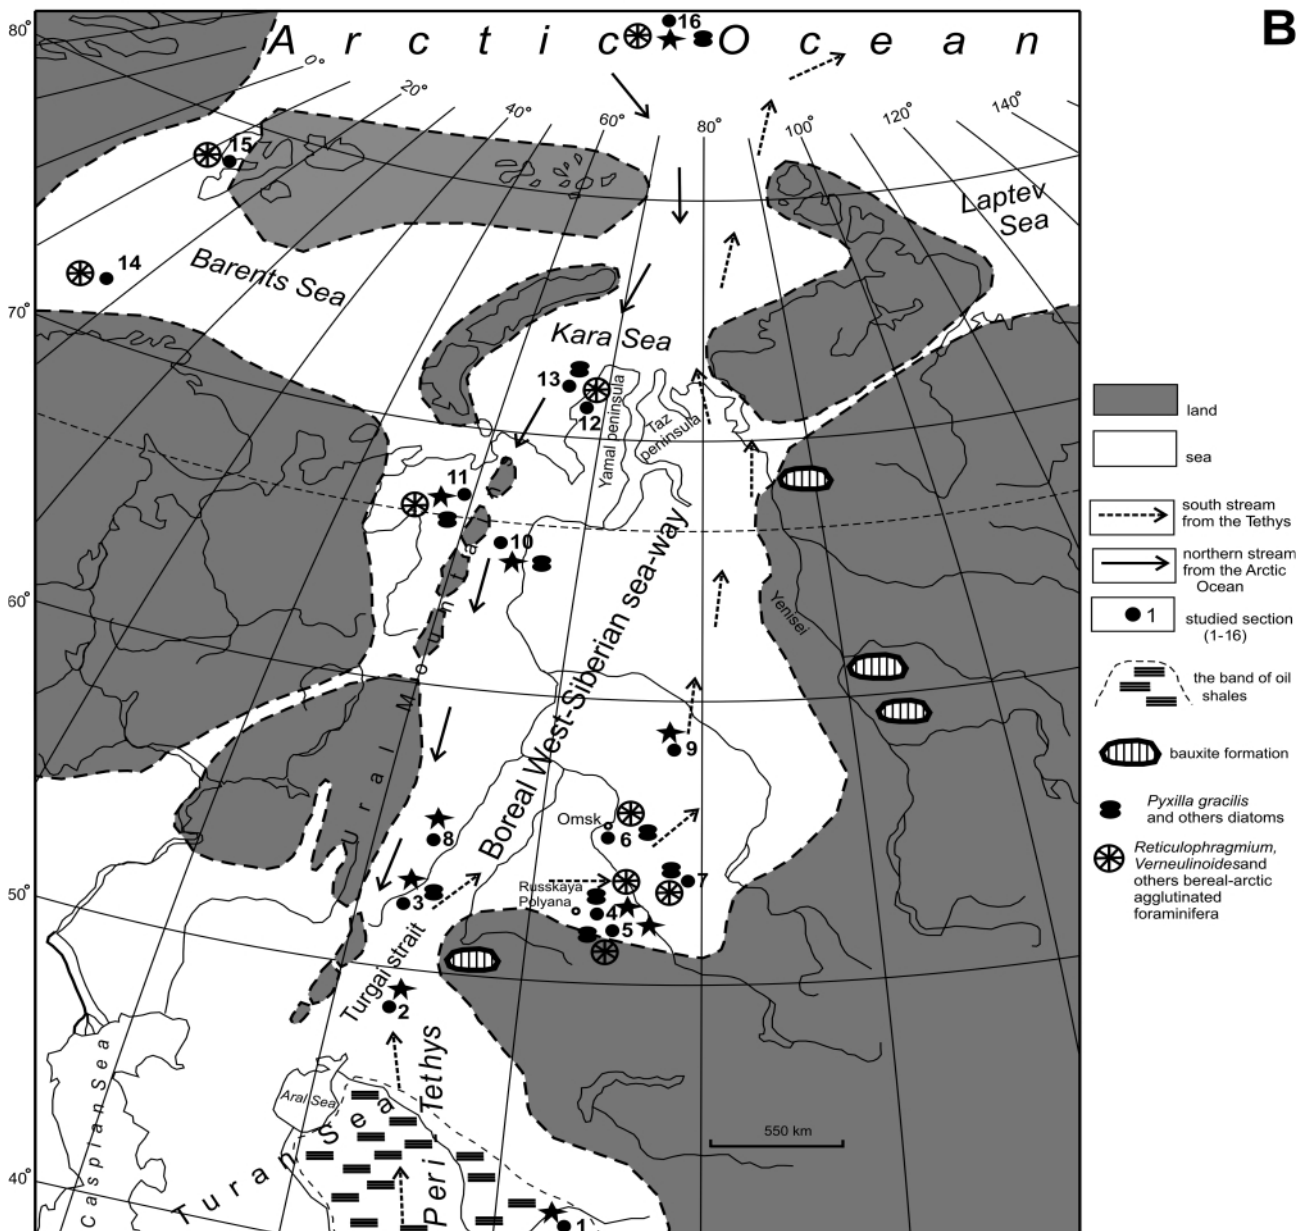 B
80°
Arctic Ocean
16
0°
20°
40°
60°
80°
100°
120°
140°
15
Laptev
Sea
14
Barents Sea
70°
Kara Sea
13
12
Yamal peninsula
Taz
peninsula
11
10
60°
Yenisei
Ural Mounta
Boreal West-Siberian sea-way
9
8
Omsk
6
7
Russkaya
Polyana
50°
3
4
5
Turgai strait
2
Peri-Tethys
Aral Sea
Turan Sea
Caspian Sea
550 km
40°
1
land
sea
south stream
from the Tethys
northern stream
from the Arctic
Ocean
1
studied section
(1-16)
the band of oil
shales
bauxite formation
Pyxilla gracilis
and others diatoms
Reticulophragmium,
Verneulinoidesand
others bereal-arctic
agglutinated
foraminifera